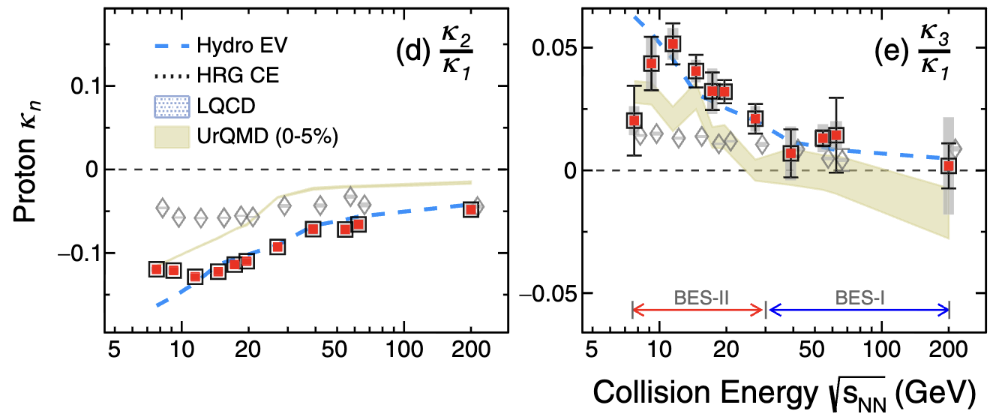 Proton κn
Hydro EV
HRG CE
LQCD
UrQMD (0-5%)
(d) κ2/κ1
0.1
0
−0.1
5 10 20 50 100 200
(e) κ3/κ1
0.05
0
−0.05
BES-II
BES-I
5 10 20 50 100 200
Collision Energy √sNN (GeV)